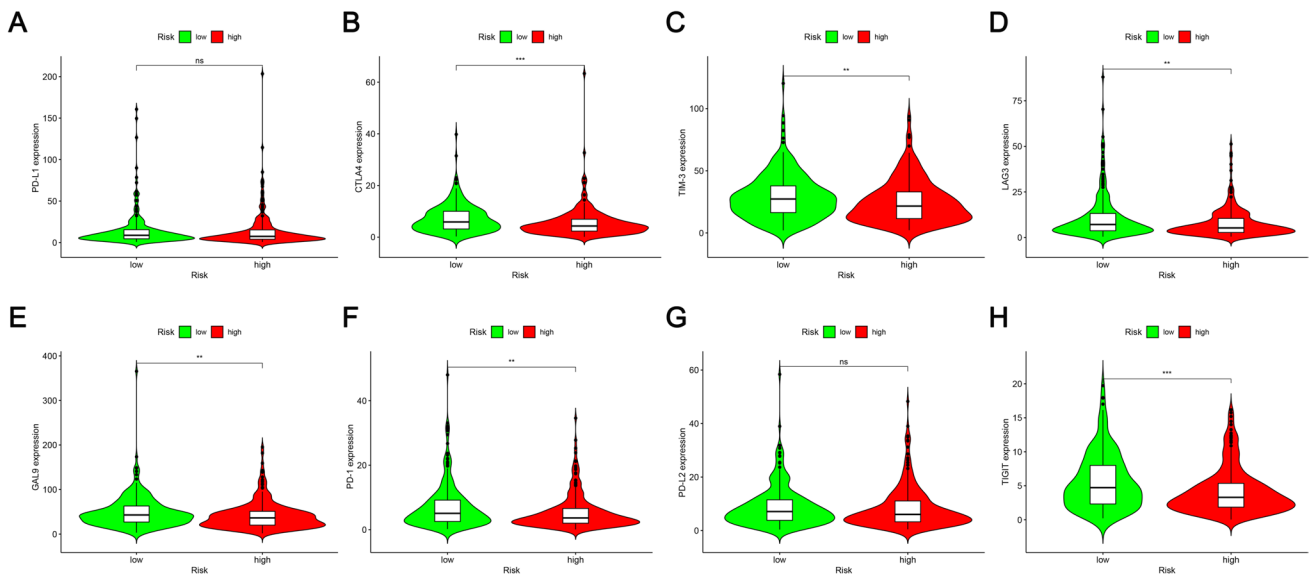 A
Risk low high
ns
PD-L1 expression
200
150
100
50
0
low high
Risk
B
Risk low high
***
CTLA4 expression
60
40
20
0
low high
Risk
C
Risk low high
**
TIM-3 expression
100
50
0
low high
Risk
D
Risk low high
**
LAG3 expression
75
50
25
0
low high
Risk
E
Risk low high
**
GAL9 expression
400
300
200
100
0
low high
Risk
F
Risk low high
**
PD-1 expression
40
20
0
low high
Risk
G
Risk low high
ns
PD-L2 expression
60
40
20
0
low high
Risk
H
Risk low high
***
TIGIT expression
20
15
10
5
0
low high
Risk